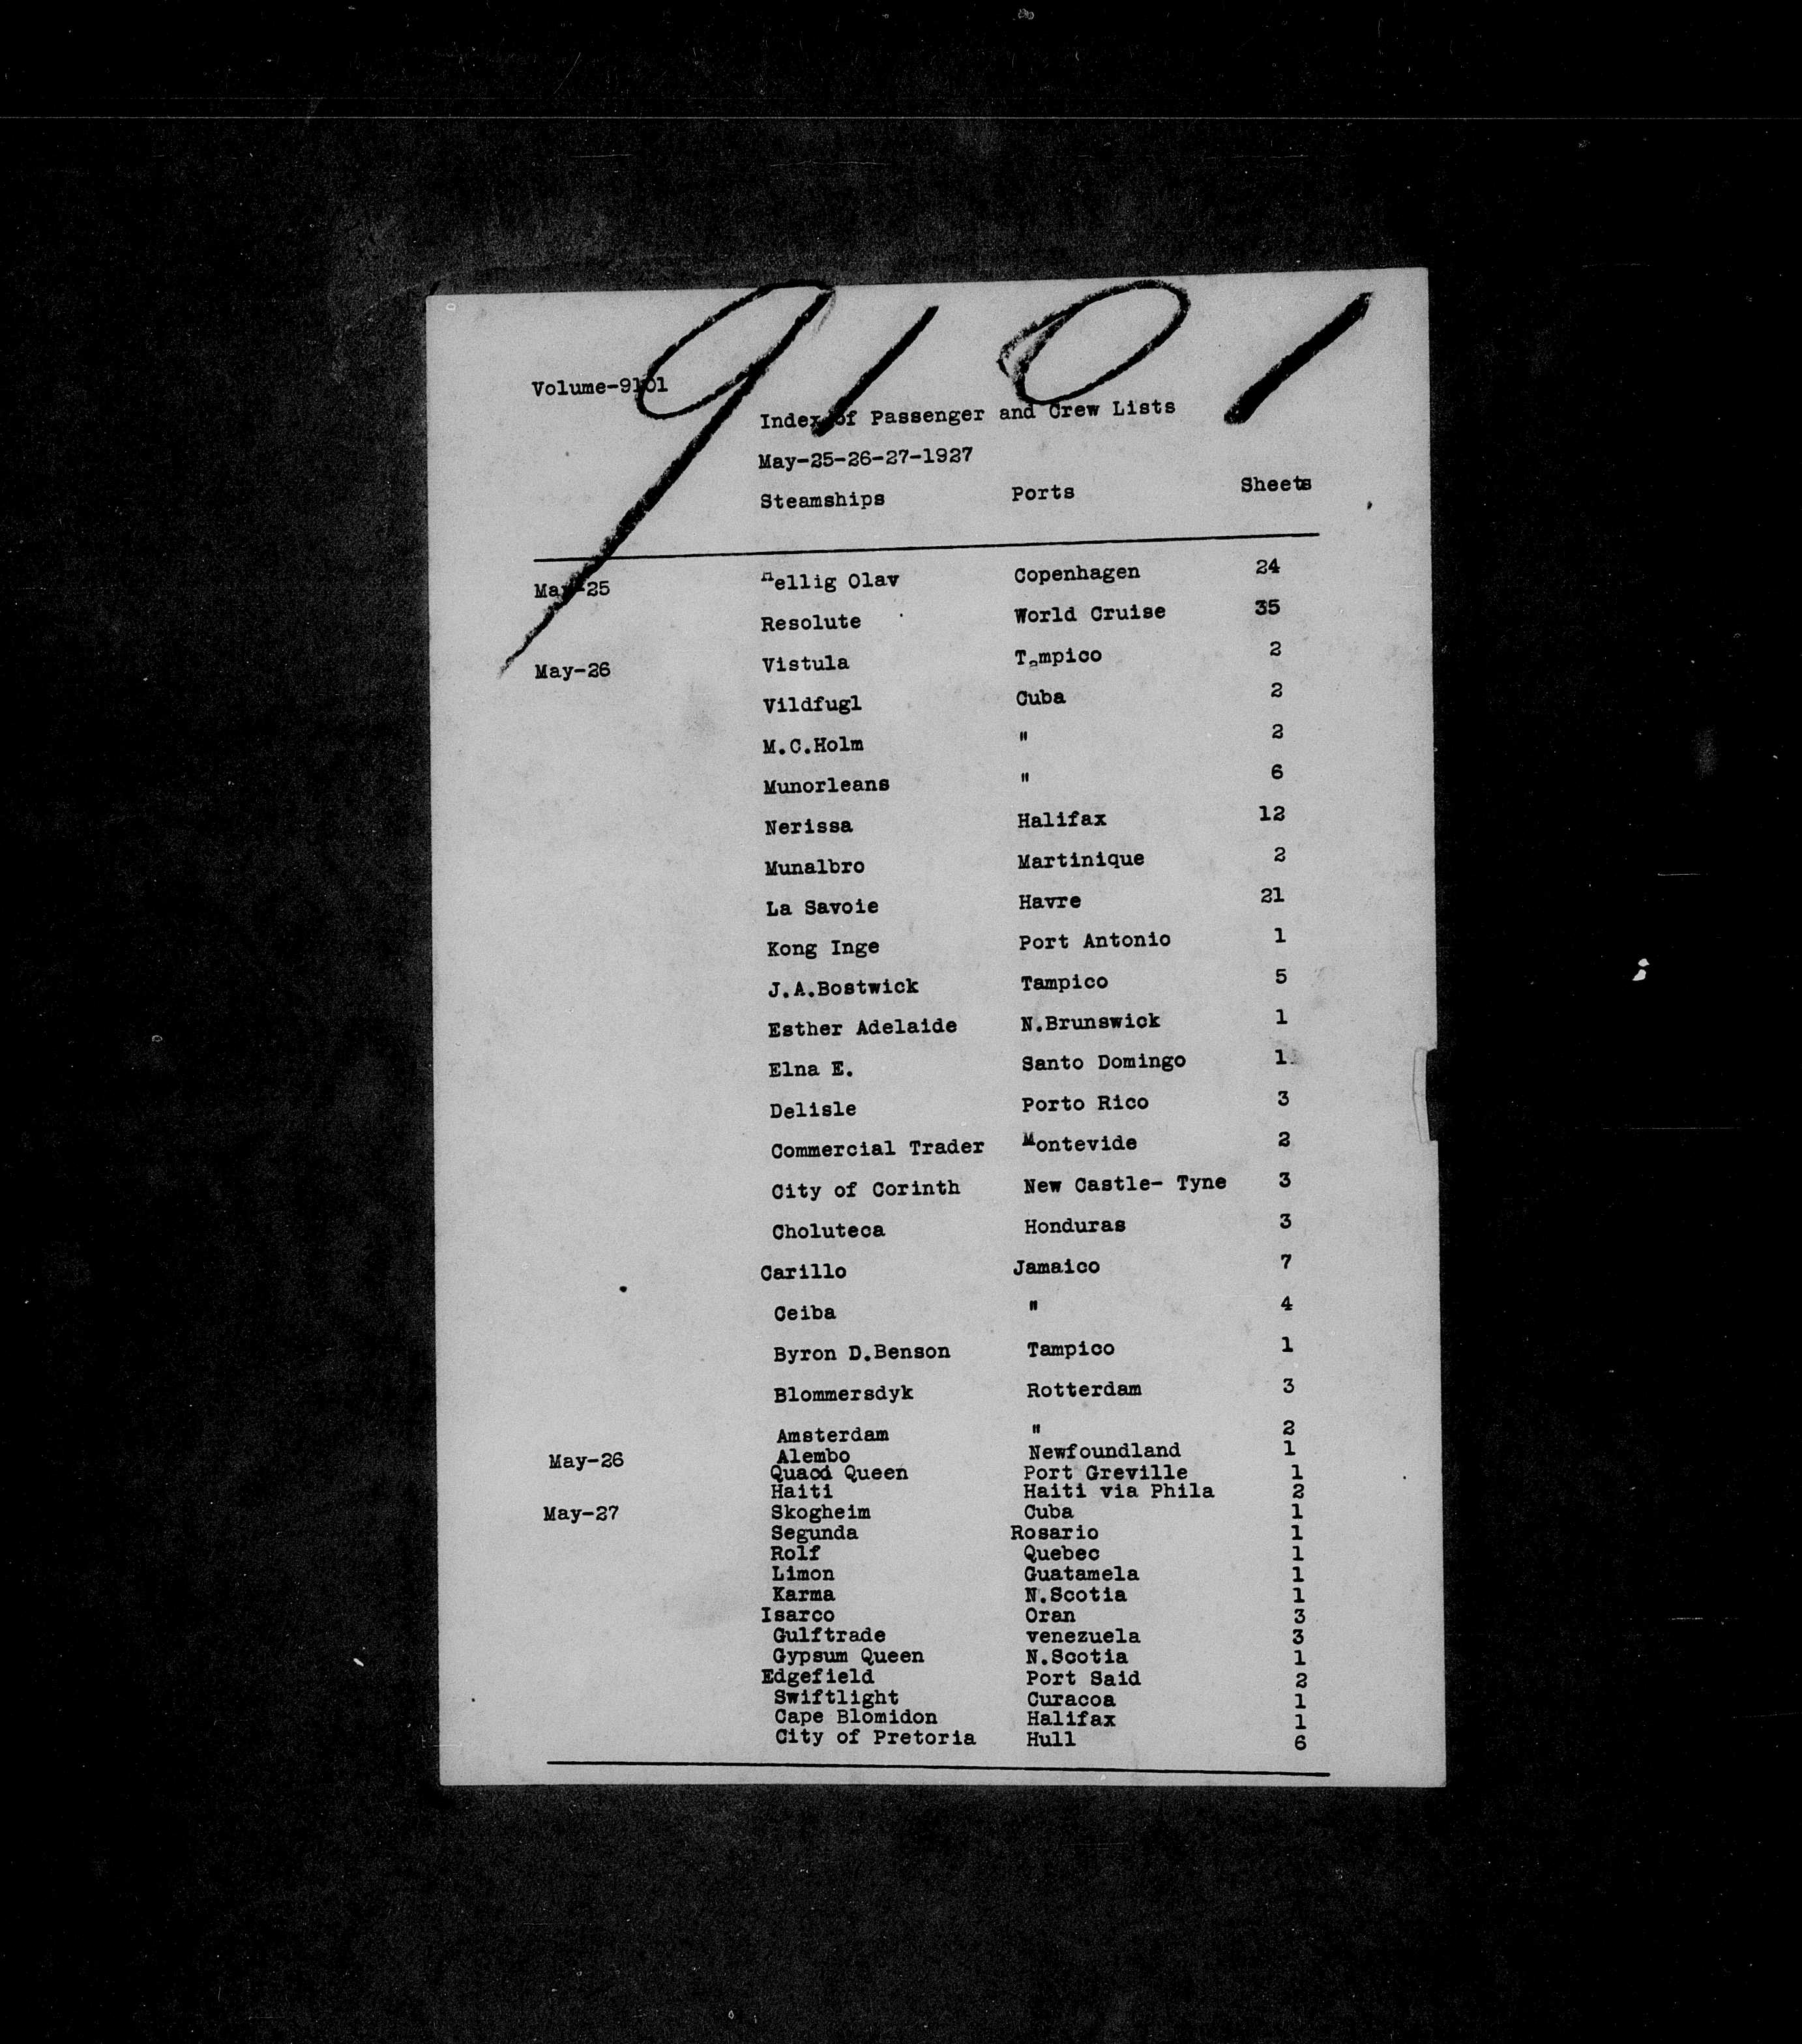 9101
Volume-9101
Index of Passenger and Crew Lists
May-25-26-27-1927
Steamships Ports Sheets
May-25 Hellig Olav Copenhagen 24
Resolute World Cruise 35
May-26 Vistula Tampico 2
Vildfugl Cuba 2
M.C.Holm " 2
Munorleans " 6
Nerissa Halifax 12
Munalbro Martinique 2
La Savoie Havre 21
Kong Inge Port Antonio 1
J.A.Bostwick Tampico 5
Esther Adelaide N.Brunswick 1
Elna E. Santo Domingo 1
Delisle Porto Rico 3
Commercial Trader Montevide 2
City of Corinth New Castle- Tyne 3
Choluteca Honduras 3
Carillo Jamaico 7
Ceiba " 4
Byron D.Benson Tampico 1
Blommersdyk Rotterdam 3
Amsterdam " 2
May-26 Alembo Newfoundland 1
Queen Port Greville 1
Haiti Haiti via Phila 2
May-27 Skogheim Cuba 1
Segunda Rosario 1
Rolf Quebec 1
Limon Guatamela 1
Karma N.Scotia 1
Isarco Oran 3
Gulftrade venezuela 3
Gypsum Queen N.Scotia 1
Edgefield Port Said 2
Swiftlight Curacoa 1
Cape Blomidon Halifax 1
City of Pretoria Hull 6